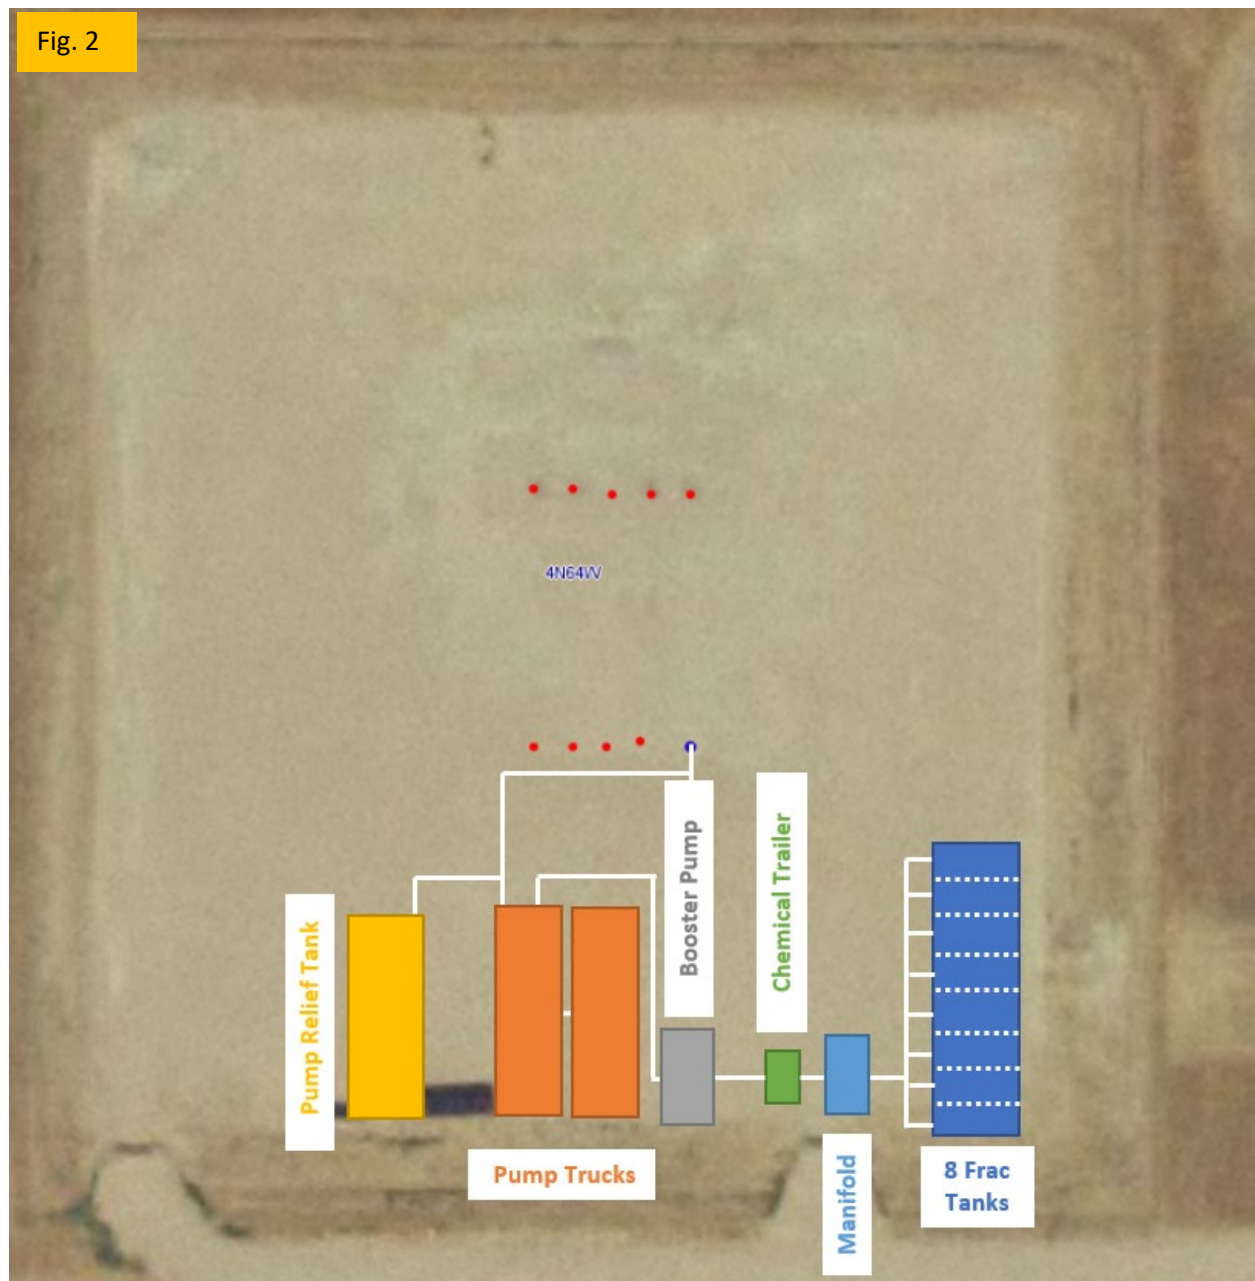 Fig. 2
4N64W
Booster Pump
Chemical Trailer
Pump Relief Tank
Pump Trucks
Manifold
8 Frac
Tanks